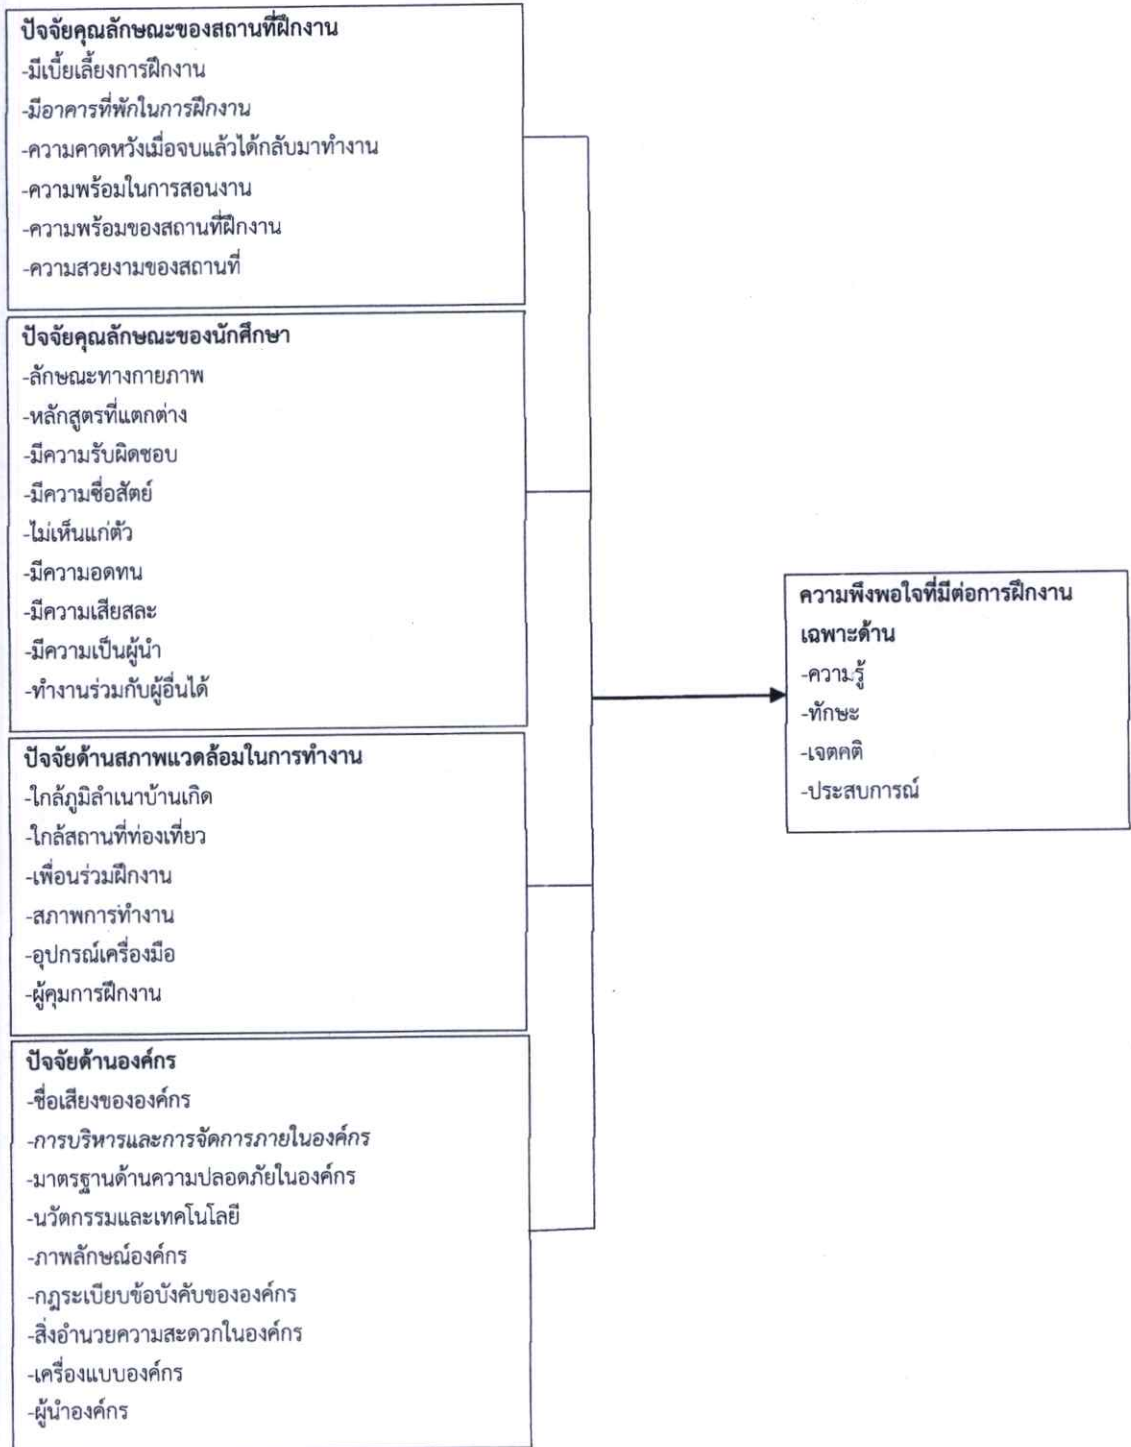 ปัจจัยคุณลักษณะของสถานที่ฝึกงาน
-มีเบี้ยเลี้ยงการฝึกงาน
-มีอาคารที่พักในการฝึกงาน
-ความคาดหวังเมื่อจบแล้วได้กลับมาทำงาน
-ความพร้อมในการสอนงาน
-ความพร้อมของสถานที่ฝึกงาน
-ความสวยงามของสถานที่
ปัจจัยคุณลักษณะของนักศึกษา
-ลักษณะทางกายภาพ
-หลักสูตรที่แตกต่าง
-มีความรับผิดชอบ
-มีความซื่อสัตย์
-ไม่เห็นแก่ตัว
-มีความอดทน
-มีความเสียสละ
-มีความเป็นผู้นำ
-ทำงานร่วมกับผู้อื่นได้
ปัจจัยด้านสภาพแวดล้อมในการทำงาน
-ใกล้ภูมิลำเนาบ้านเกิด
-ใกล้สถานที่ท่องเที่ยว
-เพื่อนร่วมฝึกงาน
-สภาพการทำงาน
-อุปกรณ์เครื่องมือ
-ผู้คุมการฝึกงาน
ปัจจัยด้านองค์กร
-ชื่อเสียงขององค์กร
-การบริหารและการจัดการภายในองค์กร
-มาตรฐานด้านความปลอดภัยในองค์กร
-นวัตกรรมและเทคโนโลยี
-ภาพลักษณ์องค์กร
-กฎระเบียบข้อบังคับขององค์กร
-สิ่งอำนวยความสะดวกในองค์กร
-เครื่องแบบองค์กร
-ผู้นำองค์กร
ความพึงพอใจที่มีต่อการฝึกงาน
เฉพาะด้าน
-ความรู้
-ทักษะ
-เจตคติ
-ประสบการณ์